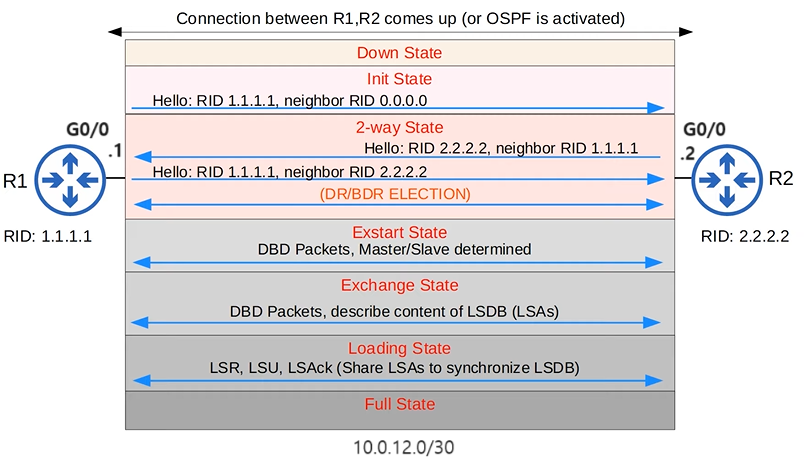 Connection between R1,R2 comes up (or OSPF is activated)
Down State
Init State
Hello: RID 1.1.1.1, neighbor RID 0.0.0.0
G0/0
.1
R1
RID: 1.1.1.1
2-way State
Hello: RID 2.2.2.2, neighbor RID 1.1.1.1
Hello: RID 1.1.1.1, neighbor RID 2.2.2.2
(DR/BDR ELECTION)
G0/0
.2
R2
RID: 2.2.2.2
Exstart State
DBD Packets, Master/Slave determined
Exchange State
DBD Packets, describe content of LSDB (LSAs)
Loading State
LSR, LSU, LSAck (Share LSAs to synchronize LSDB)
Full State
10.0.12.0/30